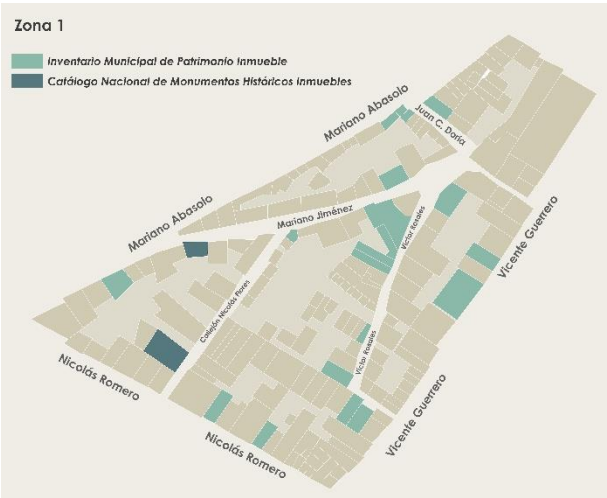 Zona 1
Inventario Municipal de Patrimonio Inmueble
Catálogo Nacional de Monumentos Históricos Inmuebles
Mariano Abasolo
Juan C. Doria
Mariano Abasolo
Mariano Jiménez
Víctor Rosales
Vicente Guerrero
Callejón Nicolás Flores
Víctor Rosales
Nicolás Romero
Vicente Guerrero
Nicolás Romero